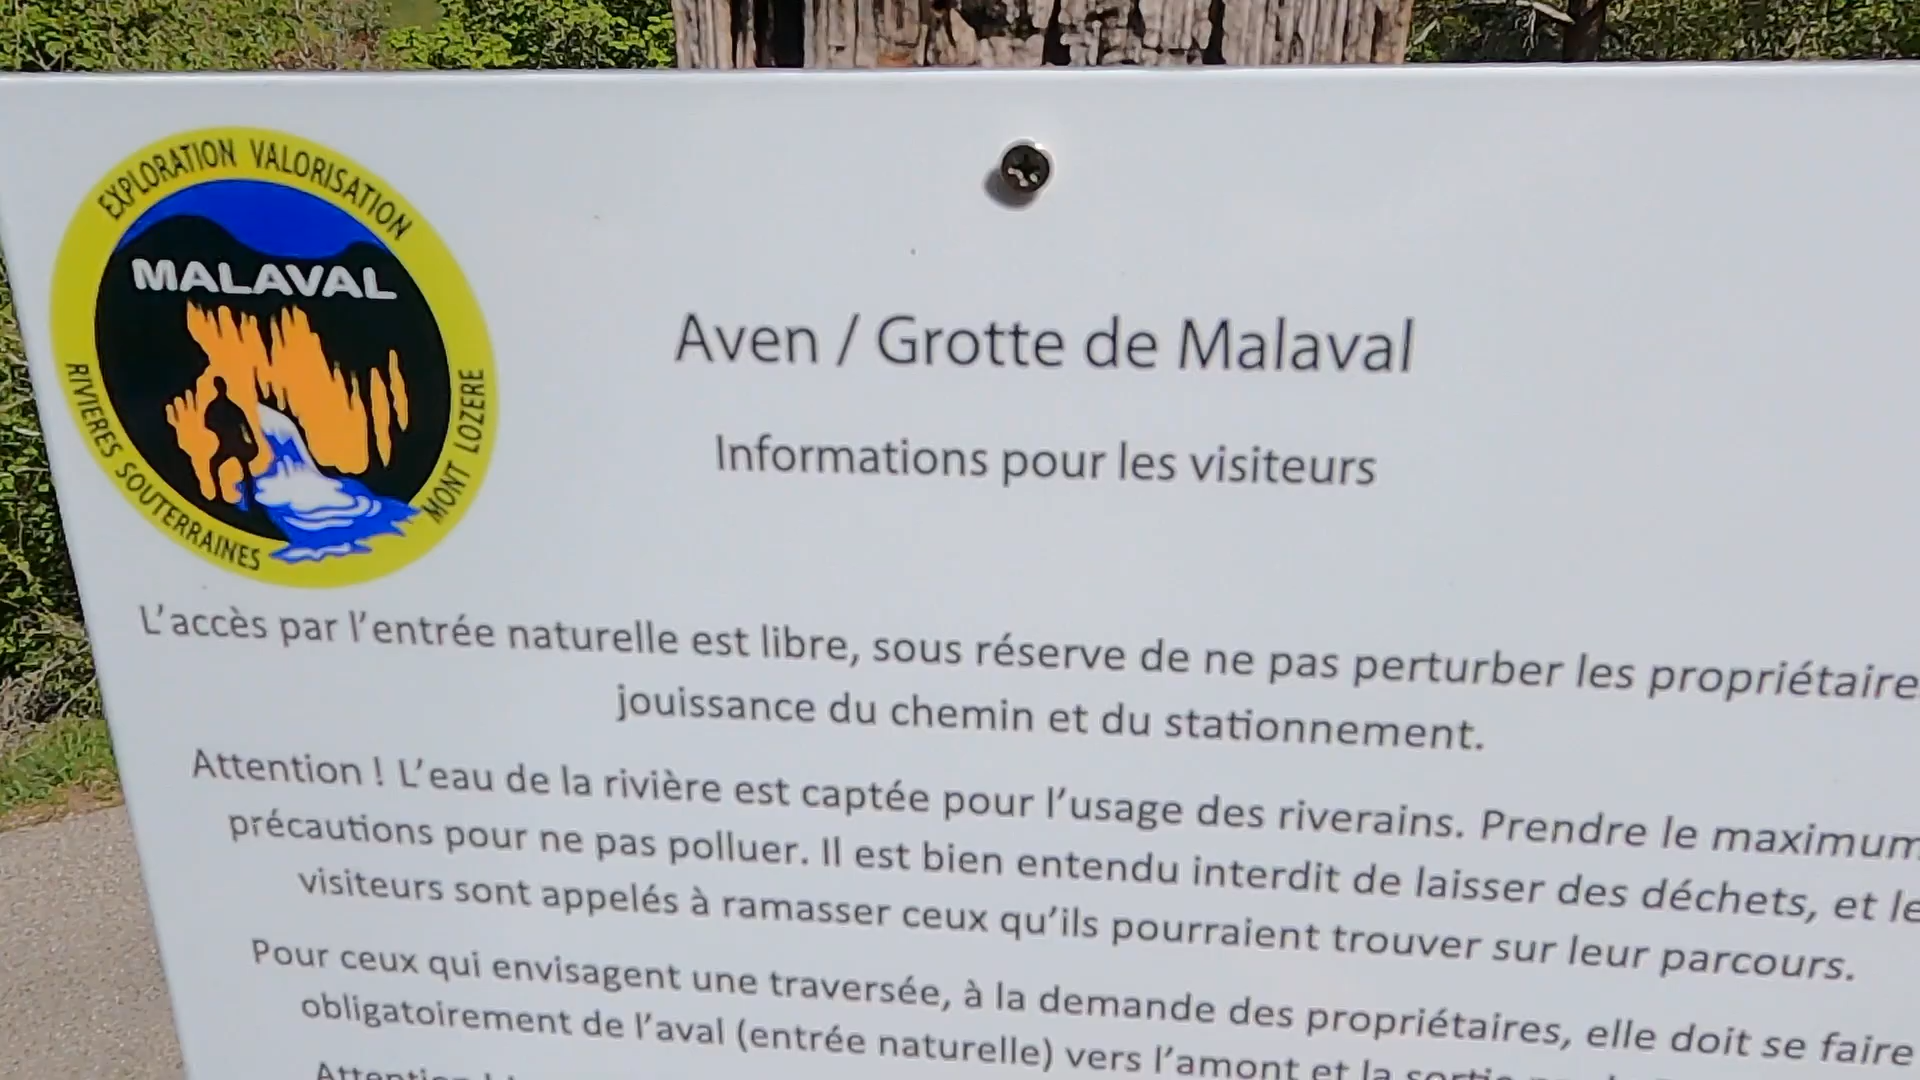 EXPLORATION VALORISATION
MALAVAL
RIVIERES SOUTERRAINES
MONT LOZERE
Aven / Grotte de Malaval
Informations pour les visiteurs
L'accès par l'entrée naturelle est libre, sous réserve de ne pas perturber les propriétaire
jouissance du chemin et du stationnement.
Attention ! L'eau de la rivière est captée pour l'usage des riverains. Prendre le maximum
précautions pour ne pas polluer. Il est bien entendu interdit de laisser des déchets, et le
visiteurs sont appelés à ramasser ceux qu'ils pourraient trouver sur leur parcours.
Pour ceux qui envisagent une traversée, à la demande des propriétaires, elle doit se faire
obligatoirement de l'aval (entrée naturelle) vers l'amont et la